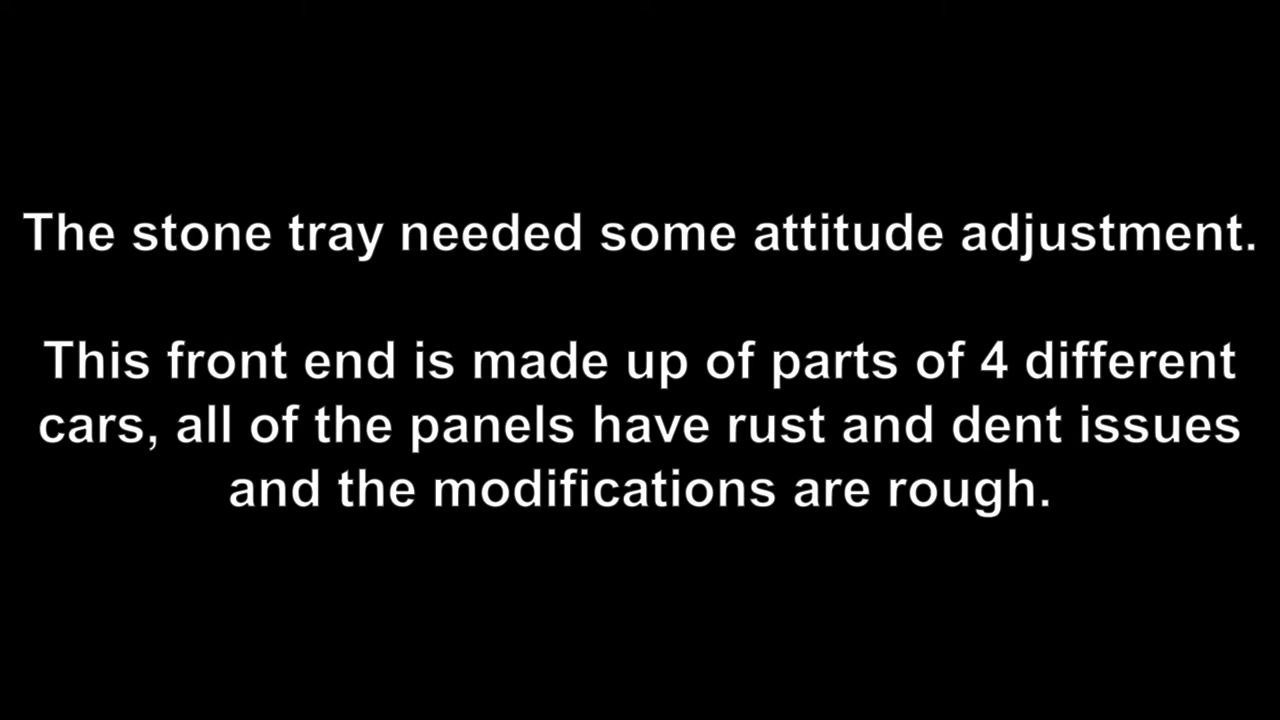 The stone tray needed some attitude adjustment.
This front end is made up of parts of 4 different
cars, all of the panels have rust and dent issues
and the modifications are rough.